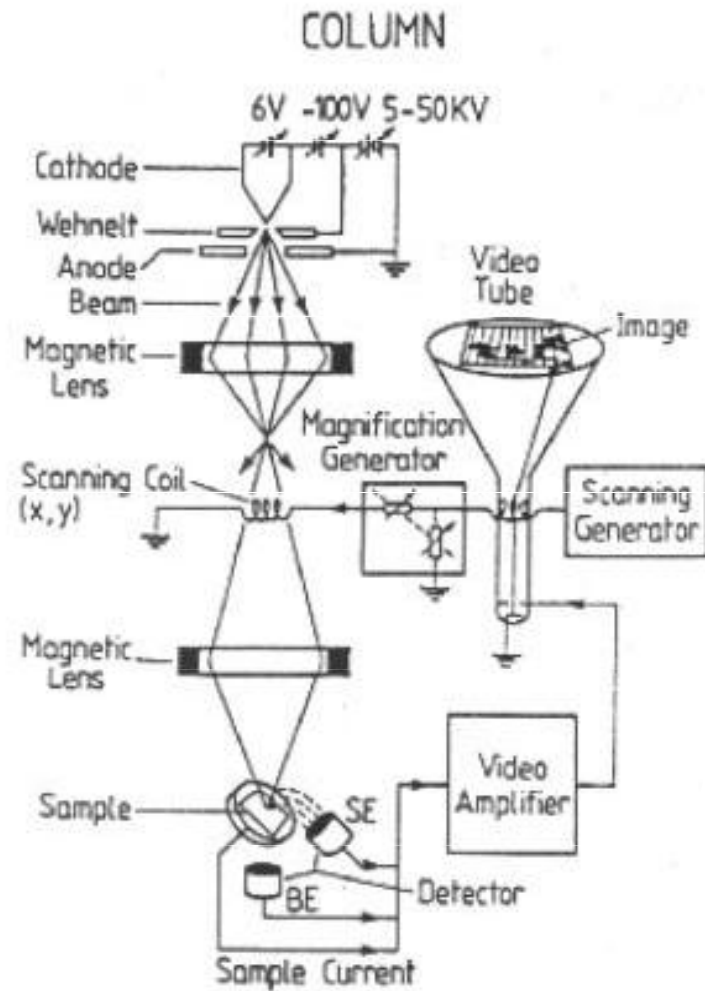 COLUMN
6V -100V 5-50KV
Cathode
Wehnelt
Anode
Beam
Magnetic
Lens
Video
Tube
Image
Magnification
Generator
Scanning Coil
(x,y)
Scanning
Generator
Magnetic
Lens
Video
Amplifier
Sample
SE
BE
Detector
Sample Current